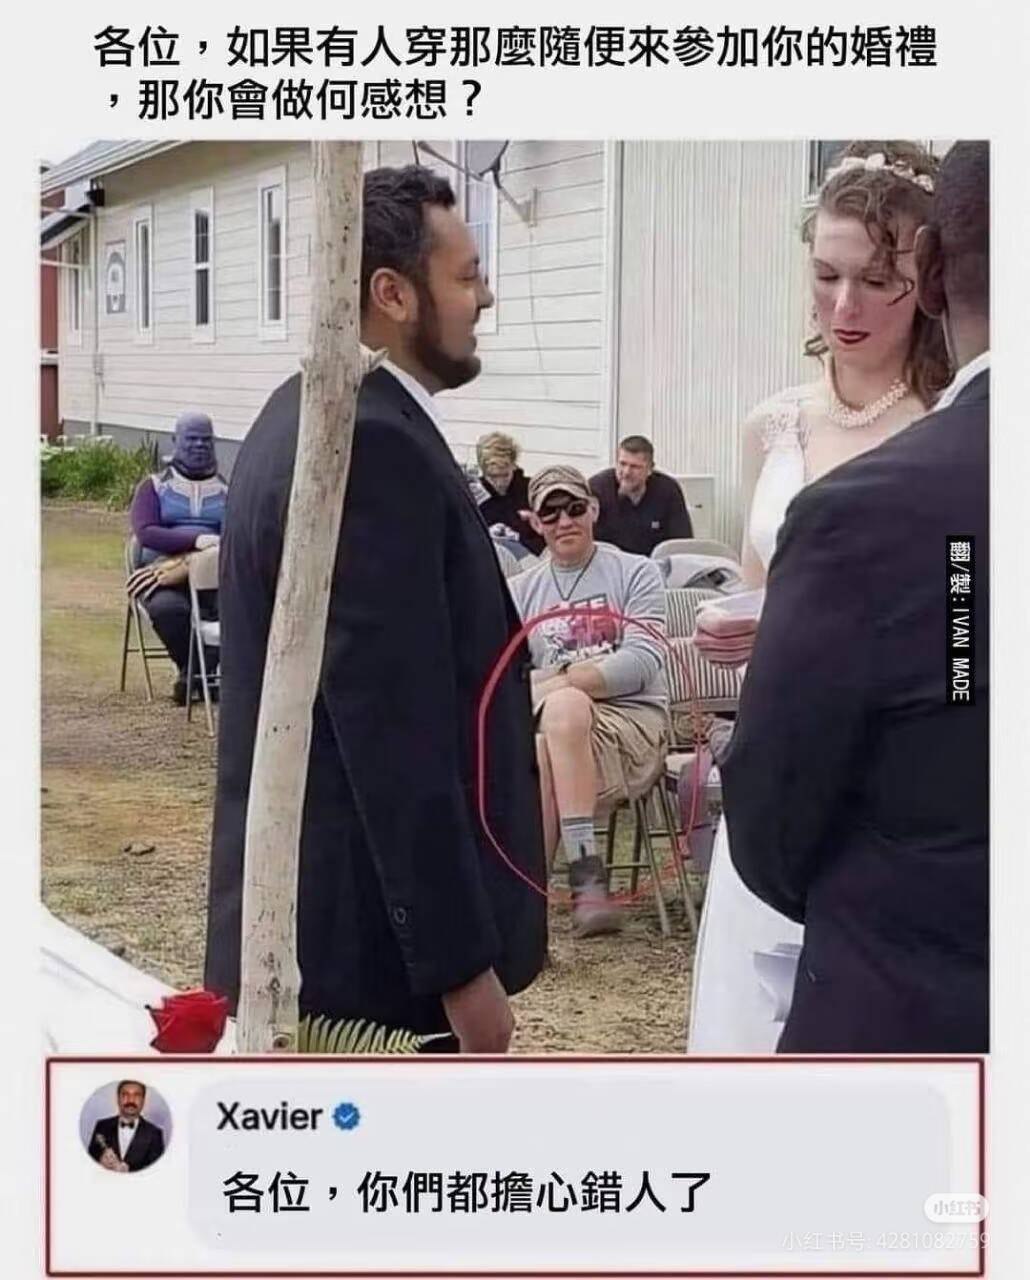 各位，如果有人穿那麼隨便來參加你的婚禮
，那你會做何感想？
翻/製：IVAN MADE
Xavier
各位，你們都擔心錯人了
小红书
小红书号: 4281082759